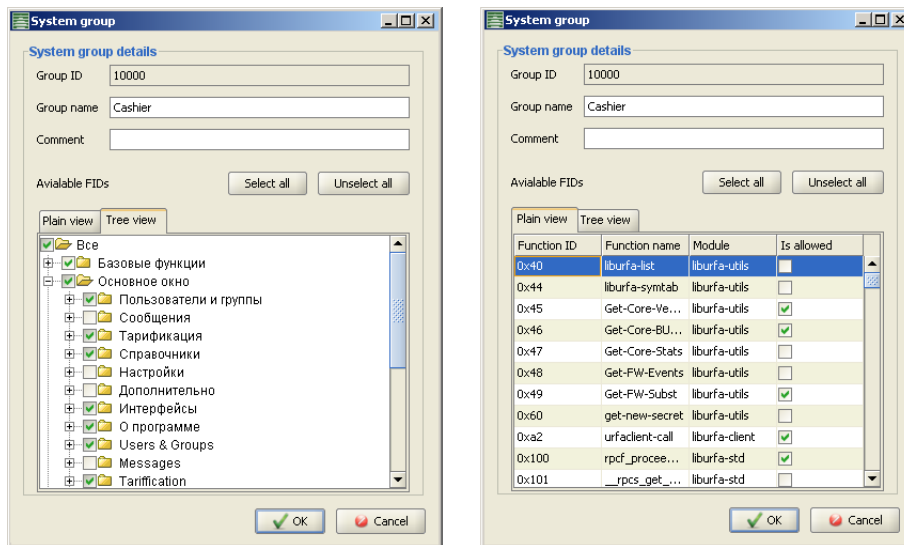 System group
System group details
Group ID 10000
Group name Cashier
Comment
Avialable FIDs Select all Unselect all
Plain view Tree view
Все
Базовые функции
Основное окно
Пользователи и группы
Сообщения
Тарификация
Справочники
Настройки
Дополнительно
Интерфейсы
О программе
Users & Groups
Messages
Tariffication
OK Cancel
System group
System group details
Group ID 10000
Group name Cashier
Comment
Avialable FIDs Select all Unselect all
Plain view Tree view
Function ID Function name Module Is allowed
0x40 liburfa-list liburfa-utils
0x44 liburfa-symtab liburfa-utils
0x45 Get-Core-Ve... liburfa-utils
0x46 Get-Core-BU... liburfa-utils
0x47 Get-Core-Stats liburfa-utils
0x48 Get-FW-Events liburfa-utils
0x49 Get-FW-Subst liburfa-utils
0x60 get-new-secret liburfa-utils
0xa2 urfaclient-call liburfa-client
0x100 rpcf_procee... liburfa-std
0x101 __rpcs_get_... liburfa-std
OK Cancel